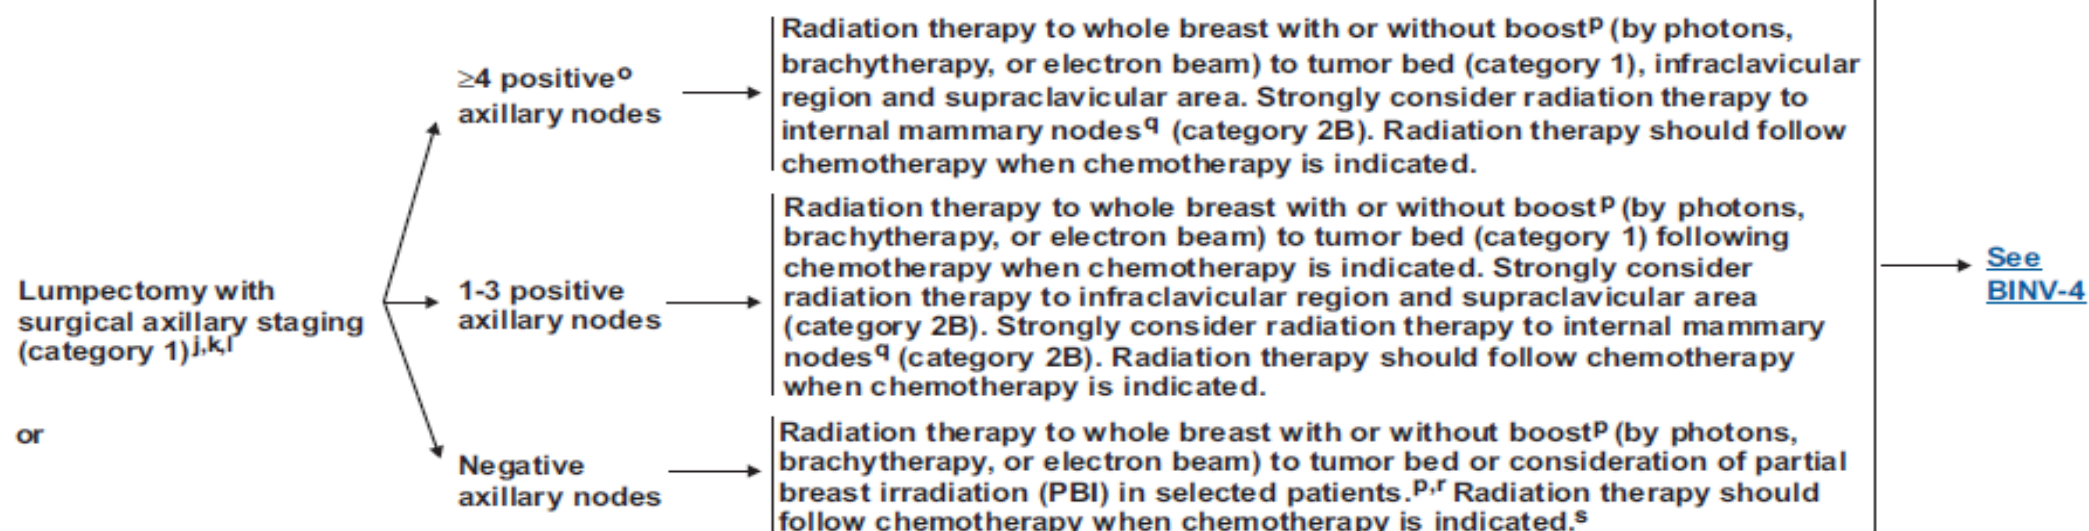 Lumpectomy with
surgical axillary staging
(category 1)j,k,l
or
≥4 positiveo
axillary nodes
Radiation therapy to whole breast with or without boostp (by photons,
brachytherapy, or electron beam) to tumor bed (category 1), infraclavicular
region and supraclavicular area. Strongly consider radiation therapy to
internal mammary nodesq (category 2B). Radiation therapy should follow
chemotherapy when chemotherapy is indicated.
1-3 positive
axillary nodes
Radiation therapy to whole breast with or without boostp (by photons,
brachytherapy, or electron beam) to tumor bed (category 1) following
chemotherapy when chemotherapy is indicated. Strongly consider
radiation therapy to infraclavicular region and supraclavicular area
(category 2B). Strongly consider radiation therapy to internal mammary
nodesq (category 2B). Radiation therapy should follow chemotherapy
when chemotherapy is indicated.
Negative
axillary nodes
Radiation therapy to whole breast with or without boostp (by photons,
brachytherapy, or electron beam) to tumor bed or consideration of partial
breast irradiation (PBI) in selected patients.p,r Radiation therapy should
follow chemotherapy when chemotherapy is indicated.s
See
BINV-4